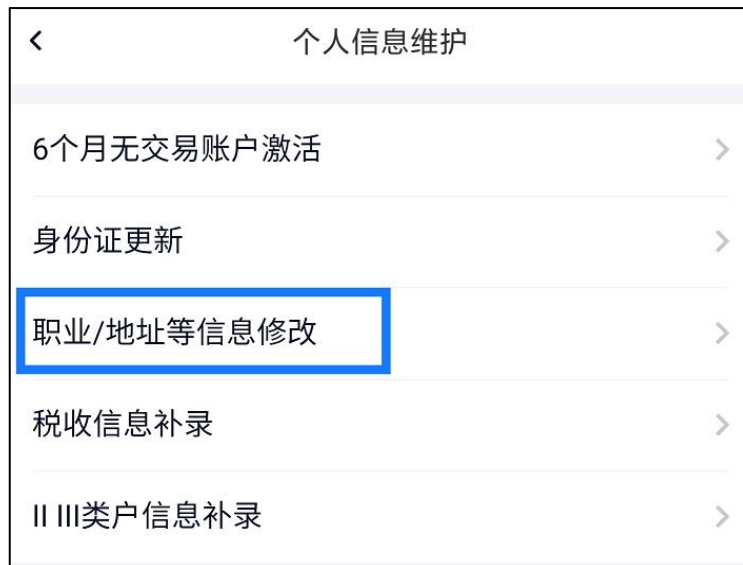 个人信息维护
6个月无交易账户激活
身份证更新
职业/地址等信息修改
税收信息补录
II III类户信息补录